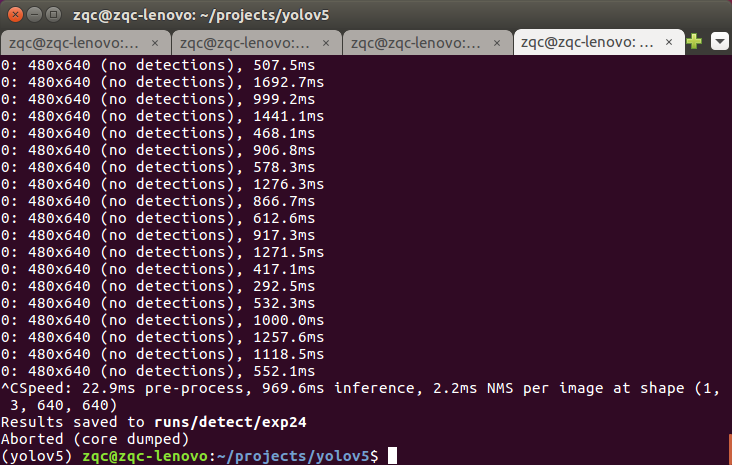 zqc@zqc-lenovo: ~/projects/yolov5
zqc@zqc-lenovo:... × zqc@zqc-lenovo:... × zqc@zqc-lenovo:... × zqc@zqc-lenovo: ... ×
0: 480x640 (no detections), 507.5ms
0: 480x640 (no detections), 1692.7ms
0: 480x640 (no detections), 999.2ms
0: 480x640 (no detections), 1441.1ms
0: 480x640 (no detections), 468.1ms
0: 480x640 (no detections), 906.8ms
0: 480x640 (no detections), 578.3ms
0: 480x640 (no detections), 1276.3ms
0: 480x640 (no detections), 866.7ms
0: 480x640 (no detections), 612.6ms
0: 480x640 (no detections), 917.3ms
0: 480x640 (no detections), 1271.5ms
0: 480x640 (no detections), 417.1ms
0: 480x640 (no detections), 292.5ms
0: 480x640 (no detections), 532.3ms
0: 480x640 (no detections), 1000.0ms
0: 480x640 (no detections), 1257.6ms
0: 480x640 (no detections), 1118.5ms
0: 480x640 (no detections), 552.1ms
^CSpeed: 22.9ms pre-process, 969.6ms inference, 2.2ms NMS per image at shape (1,
 3, 640, 640)
Results saved to runs/detect/exp24
Aborted (core dumped)
(yolov5) zqc@zqc-lenovo:~/projects/yolov5$